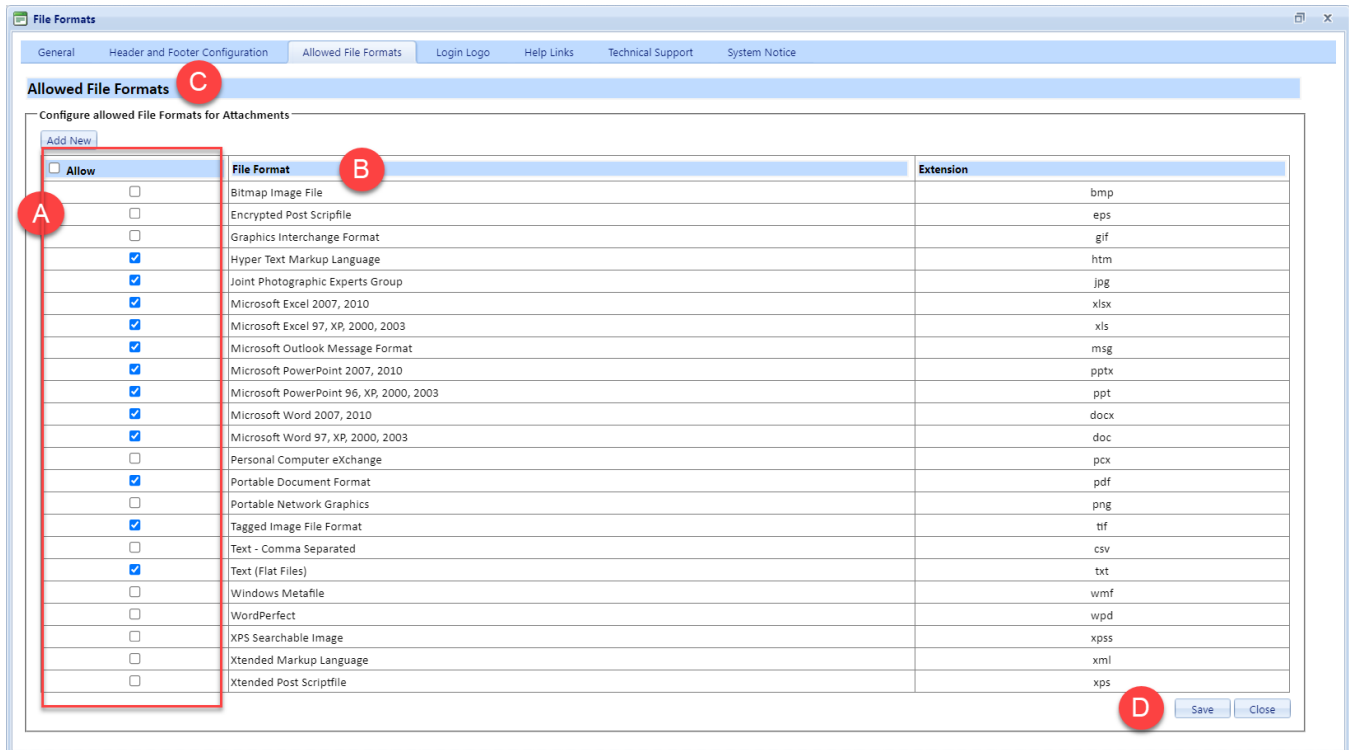 File Formats
General Header and Footer Configuration Allowed File Formats Login Logo Help Links Technical Support System Notice
C
Allowed File Formats
Configure allowed File Formats for Attachments
Add New
Allow File Format B Extension
Bitmap Image File bmp
A
Encrypted Post Scripfile eps
Graphics Interchange Format gif
Hyper Text Markup Language htm
Joint Photographic Experts Group jpg
Microsoft Excel 2007, 2010 xlsx
Microsoft Excel 97, XP, 2000, 2003 xls
Microsoft Outlook Message Format msg
Microsoft PowerPoint 2007, 2010 pptx
Microsoft PowerPoint 96, XP, 2000, 2003 ppt
Microsoft Word 2007, 2010 docx
Microsoft Word 97, XP, 2000, 2003 doc
Personal Computer eXchange pcx
Portable Document Format pdf
Portable Network Graphics png
Tagged Image File Format tif
Text - Comma Separated csv
Text (Flat Files) txt
Windows Metafile wmf
WordPerfect wpd
XPS Searchable Image xpss
Xtended Markup Language xml
Xtended Post Scriptfile xps
D Save Close